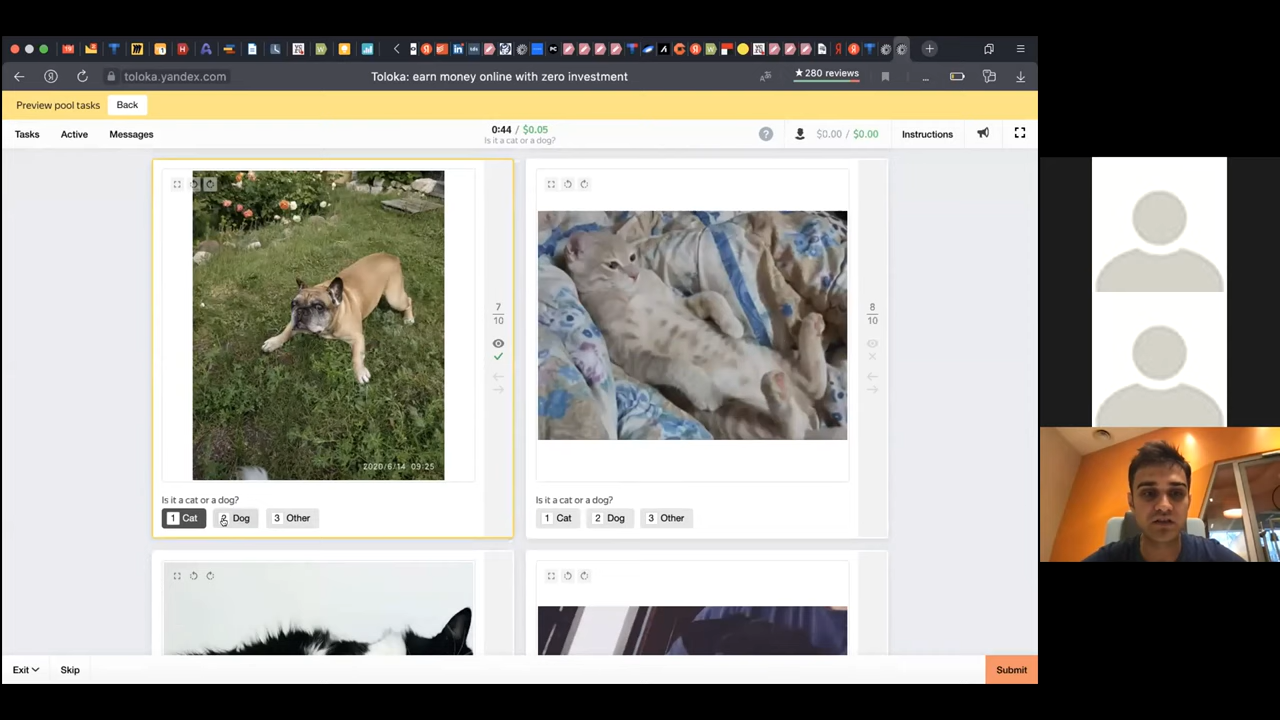 toloka.yandex.com
Toloka: earn money online with zero investment
★280 reviews
Preview pool tasks
Back
Tasks
Active
Messages
0:44 / $0.05
Is it a cat or a dog?
?
$0.00 / $0.00
Instructions
7
10
2020/6/14 09:25
Is it a cat or a dog?
1 Cat
2 Dog
3 Other
8
10
Is it a cat or a dog?
1 Cat
2 Dog
3 Other
Exit
Skip
Submit